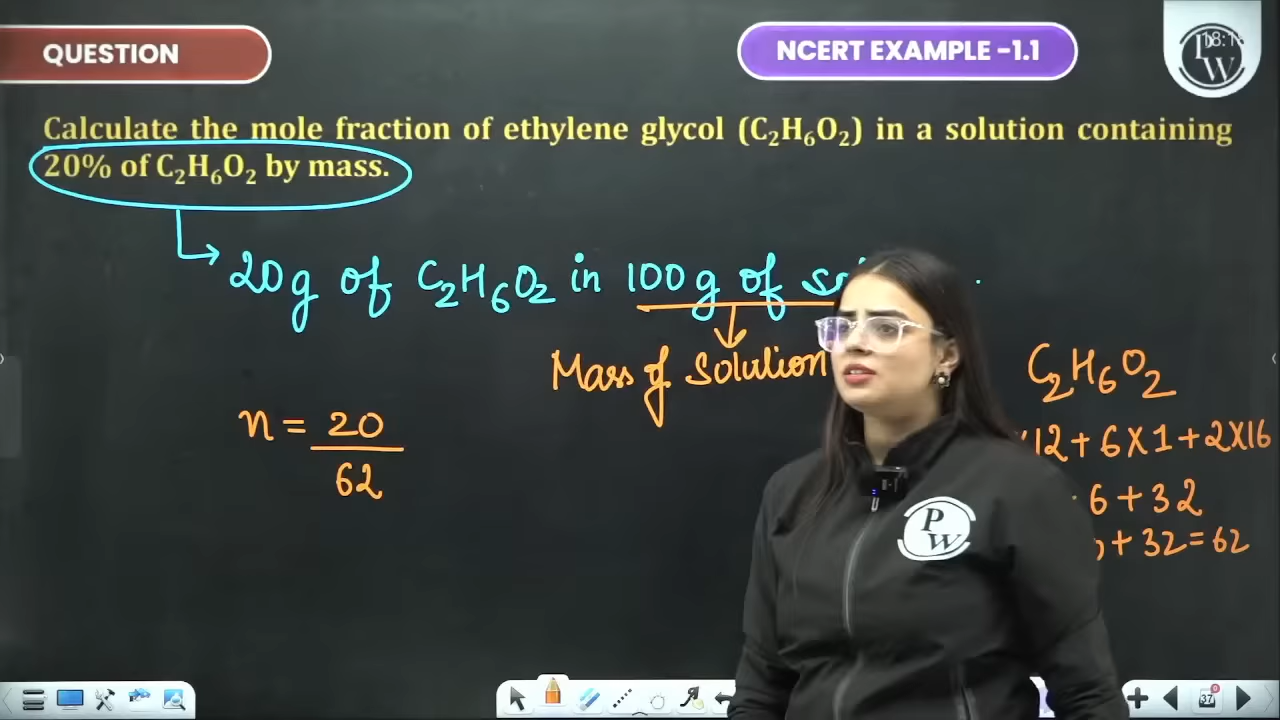 QUESTION
NCERT EXAMPLE -1.1
Calculate the mole fraction of ethylene glycol (C₂H₆O₂) in a solution containing
20% of C₂H₆O₂ by mass.
20g of C₂H₆O₂ in 100g of
Mass of Solution
n = 20
62
C₂H₆O₂
12 + 6 X 1 + 2 X 16
6 + 32
+ 32 = 62
P
W
PW
37